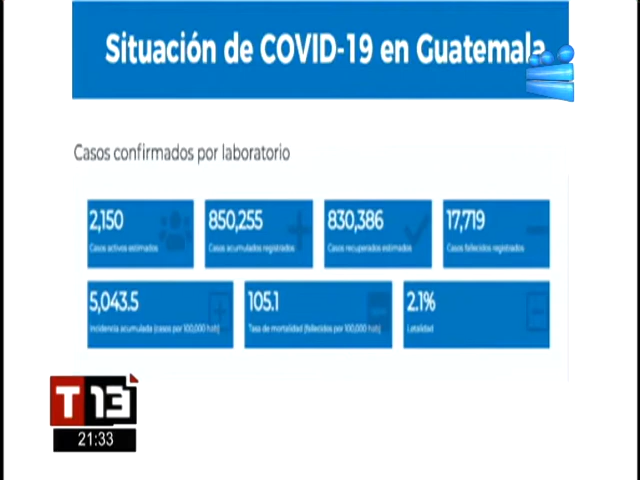 Situación de COVID-19 en Guatemala
Casos confirmados por laboratorio
2,150
Casos activos estimados
850,255
Casos acumulados registrados
830,386
Casos recuperados estimados
17,719
Casos fallecidos registrados
5,043.5
Incidencia acumulada (casos por 100,000 hab)
105.1
Tasa de mortalidad (fallecidos por 100,000 hab)
2.1%
Letalidad
T13
21:33